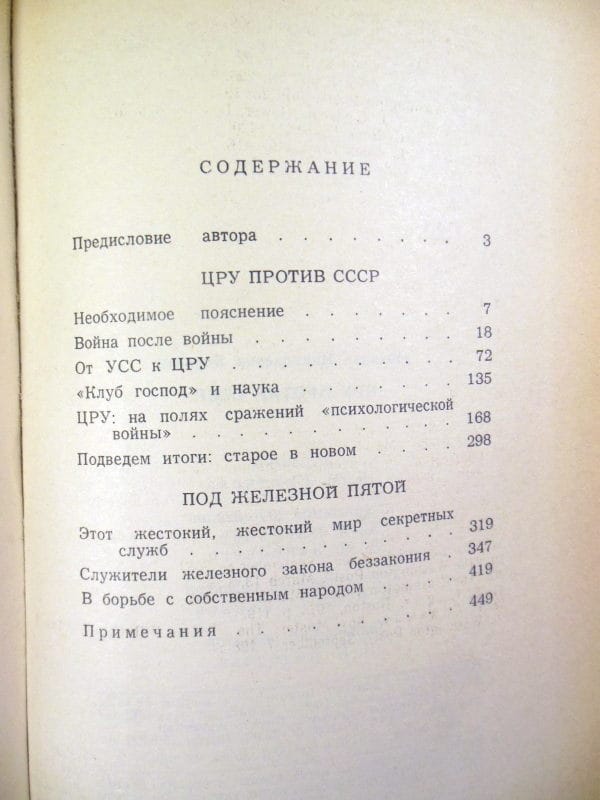 СОДЕРЖАНИЕ
Предисловие автора . . . . . . . . 3
ЦРУ ПРОТИВ СССР
Необходимое пояснение . . . . . . . 7
Война после войны . . . . . . . . 18
От УСС к ЦРУ . . . . . . . . . 72
«Клуб господ» и наука . . . . . . 135
ЦРУ: на полях сражений «психологической
войны» . . . . . . . . . . . 168
Подведем итоги: старое в новом . . . . 298
ПОД ЖЕЛЕЗНОЙ ПЯТОЙ
Этот жестокий, жестокий мир секретных
служб . . . . . . . . . . . 319
Служители железного закона беззакония . 347
В борьбе с собственным народом . . . . 419
Примечания . . . . . . . . . 449